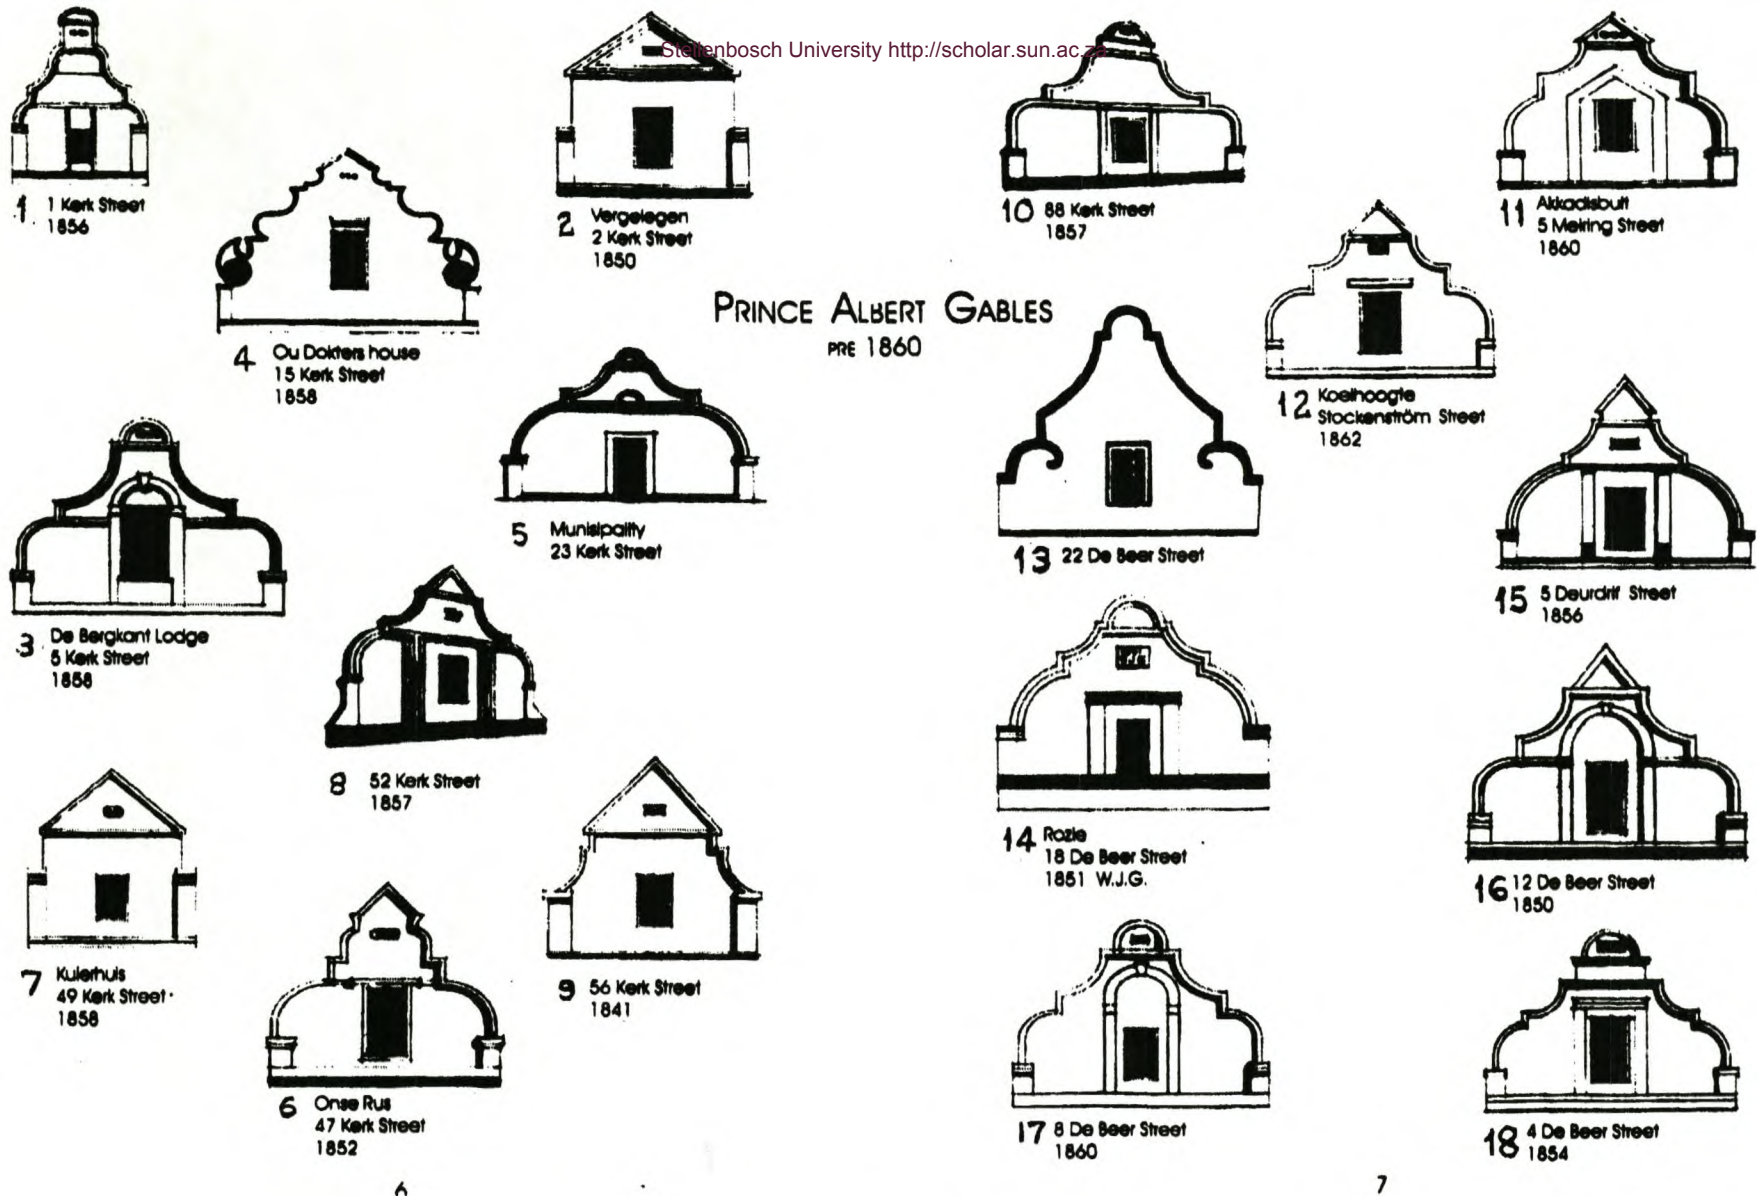 Stellenbosch University http://scholar.sun.ac.za
PRINCE ALBERT GABLES
PRE 1860
1 1 Kerk Street
1856
2 Vergelegen
2 Kerk Street
1850
3 De Bergkant Lodge
5 Kerk Street
1858
4 Ou Dokters house
15 Kerk Street
1858
5 Munisipality
23 Kerk Street
6 Onse Rus
47 Kerk Street
1852
7 Kuierhuis
49 Kerk Street
1858
8 52 Kerk Street
1857
9 56 Kerk Street
1841
6
10 88 Kerk Street
1857
11 Akkadisbult
5 Meiring Street
1860
12 Koelhoogte
Stockenström Street
1862
13 22 De Beer Street
14 Rozie
18 De Beer Street
1851 W.J.G.
15 5 Deurdrif Street
1856
16 12 De Beer Street
1850
17 8 De Beer Street
1860
18 4 De Beer Street
1854
7